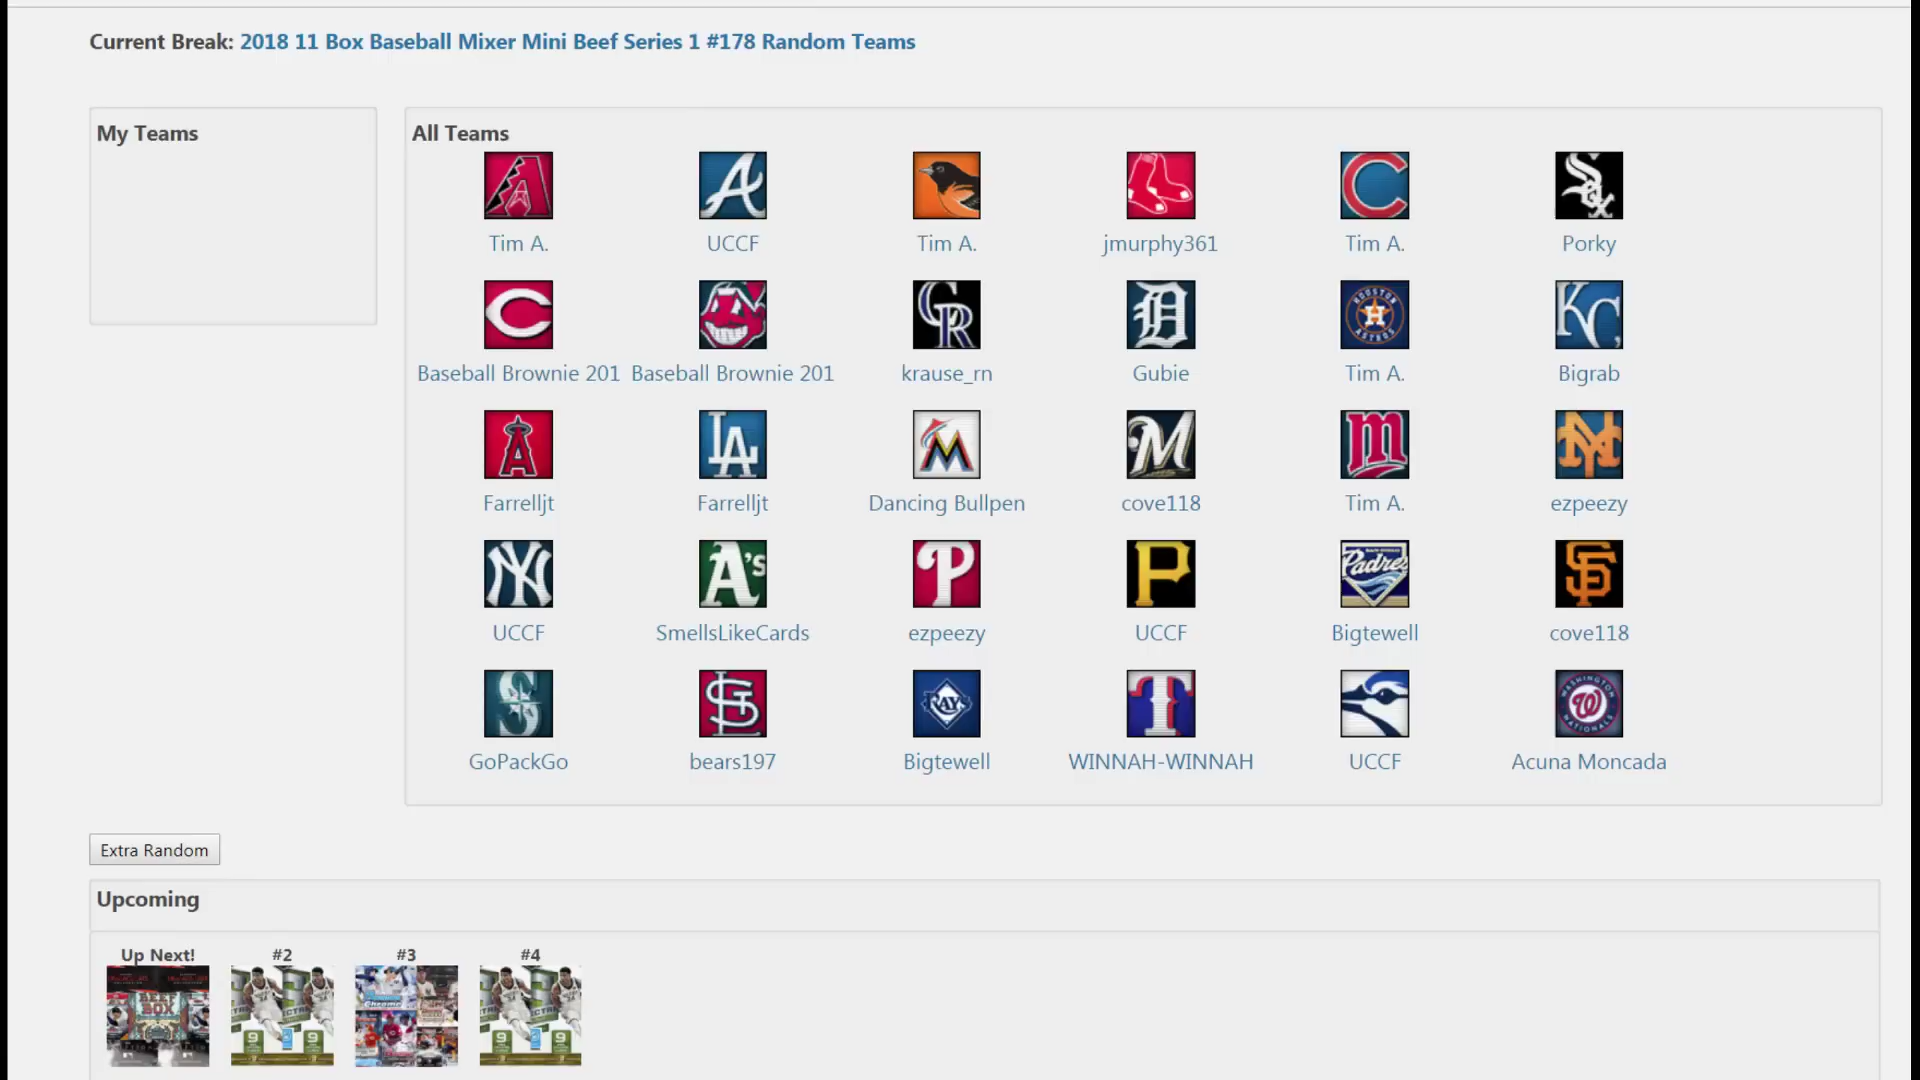 Current Break: 2018 11 Box Baseball Mixer Mini Beef Series 1 #178 Random Teams
My Teams
All Teams
Tim A. UCCF Tim A. jmurphy361 Tim A. Porky
Baseball Brownie 201 Baseball Brownie 201 krause_rn Gubie Tim A. Bigrab
Farrelljt Farrelljt Dancing Bullpen cove118 Tim A. ezpeezy
UCCF SmellsLikeCards ezpeezy UCCF Bigtewell cove118
GoPackGo bears197 Bigtewell WINNAH-WINNAH UCCF Acuna Moncada
Extra Random
Upcoming
Up Next! #2 #3 #4